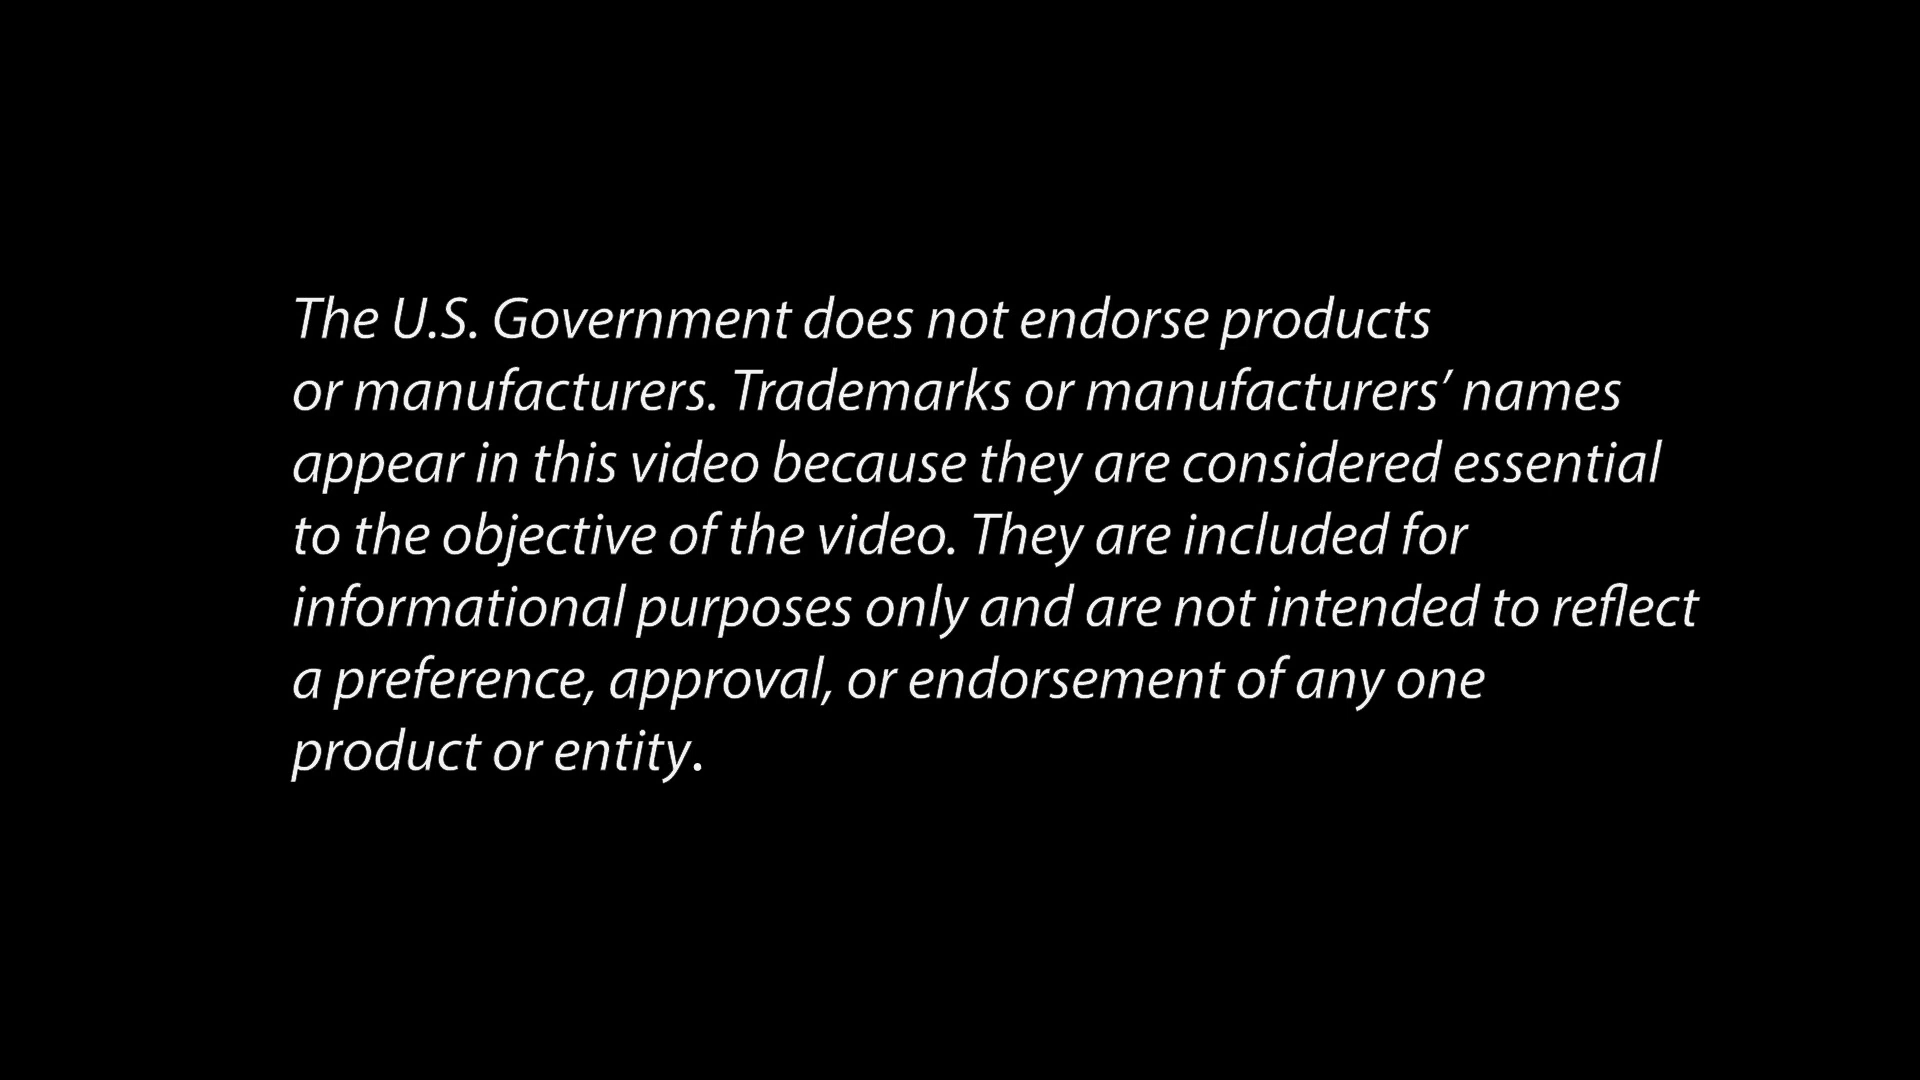 The U.S. Government does not endorse products
or manufacturers. Trademarks or manufacturers’ names
appear in this video because they are considered essential
to the objective of the video. They are included for
informational purposes only and are not intended to reflect
a preference, approval, or endorsement of any one
product or entity.